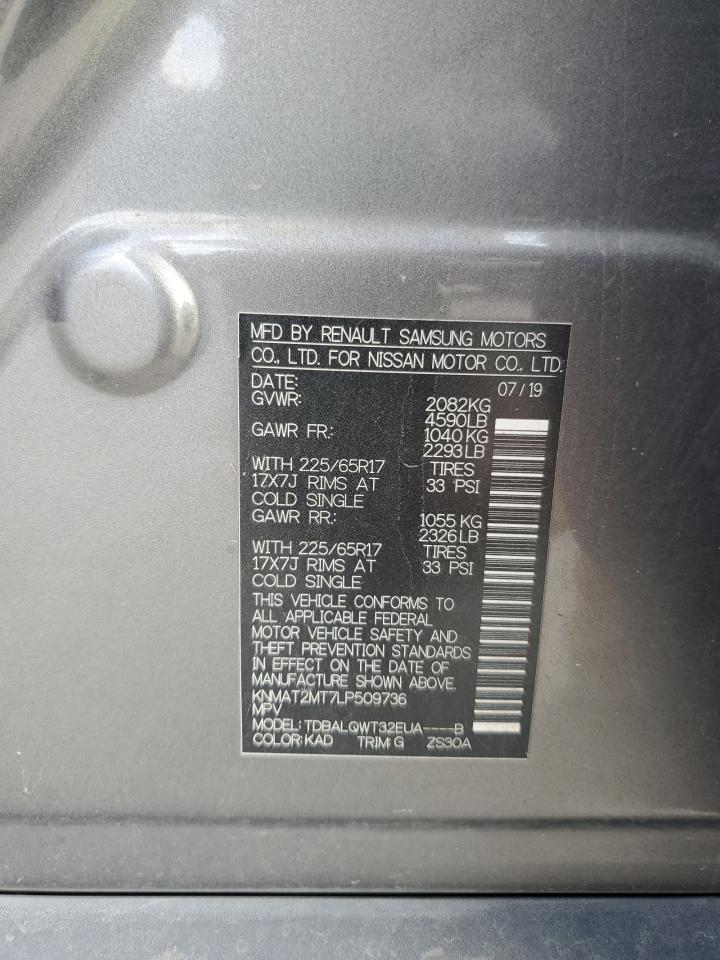 MFD BY RENAULT SAMSUNG MOTORS
CO., LTD. FOR NISSAN MOTOR CO., LTD.
DATE: 07/19
GVWR: 2082KG
4590LB
GAWR FR: 1040KG
2293LB
WITH 225/65R17 TIRES
17X7J RIMS AT 33 PSI
COLD SINGLE
GAWR RR: 1055KG
2326LB
WITH 225/65R17 TIRES
17X7J RIMS AT 33 PSI
COLD SINGLE
THIS VEHICLE CONFORMS TO
ALL APPLICABLE FEDERAL
MOTOR VEHICLE SAFETY AND
THEFT PREVENTION STANDARDS
IN EFFECT ON THE DATE OF
MANUFACTURE SHOWN ABOVE.
KNMAT2MT7LP509736
MPV
MODEL: TDBALQWT32EUA----B
COLOR: KAD TRIM: G ZS30A